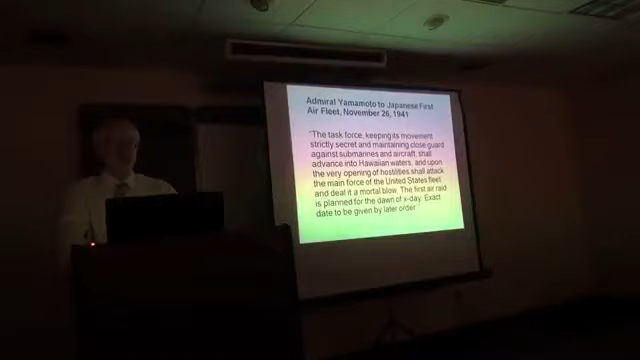 Admiral Yamamoto to Japanese First
Air Fleet, November 26, 1941
"The task force, keeping its movement
strictly secret and maintaining close guard
against submarines and aircraft, shall
advance into Hawaiian waters, and upon
the very opening of hostilities shall attack
the main force of the United States fleet
and deal it a mortal blow. The first air raid
is planned for the dawn of x-day. Exact
date to be given by later order."